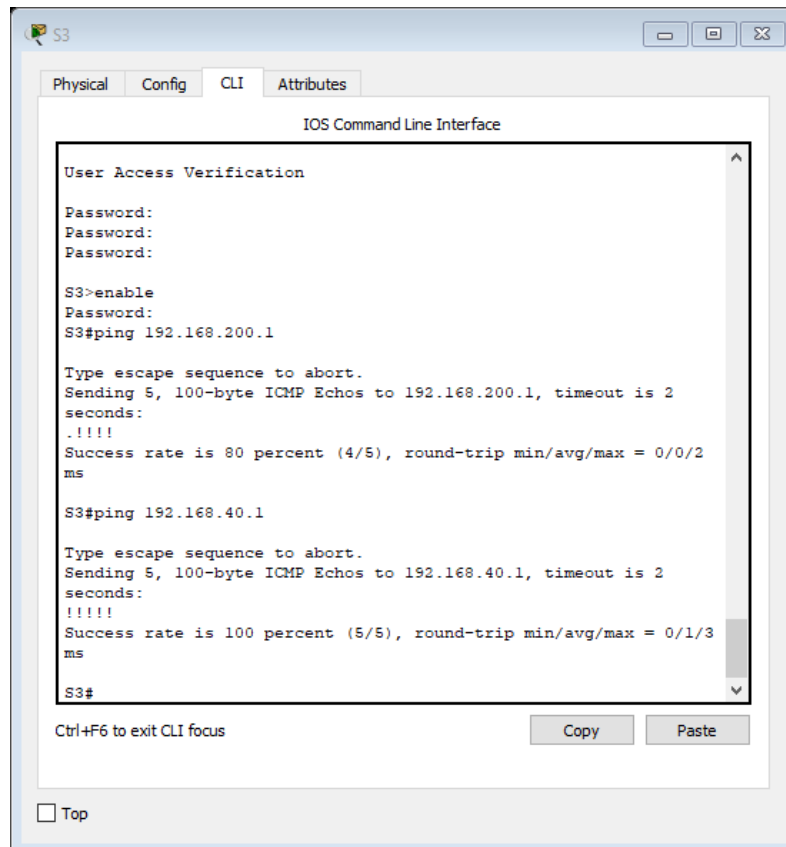 S3
Physical Config CLI Attributes
IOS Command Line Interface
User Access Verification
Password:
Password:
Password:
S3>enable
Password:
S3#ping 192.168.200.1
Type escape sequence to abort.
Sending 5, 100-byte ICMP Echos to 192.168.200.1, timeout is 2
seconds:
.!!!!
Success rate is 80 percent (4/5), round-trip min/avg/max = 0/0/2
ms
S3#ping 192.168.40.1
Type escape sequence to abort.
Sending 5, 100-byte ICMP Echos to 192.168.40.1, timeout is 2
seconds:
!!!!!
Success rate is 100 percent (5/5), round-trip min/avg/max = 0/1/3
ms
S3#
Ctrl+F6 to exit CLI focus
Copy Paste
Top